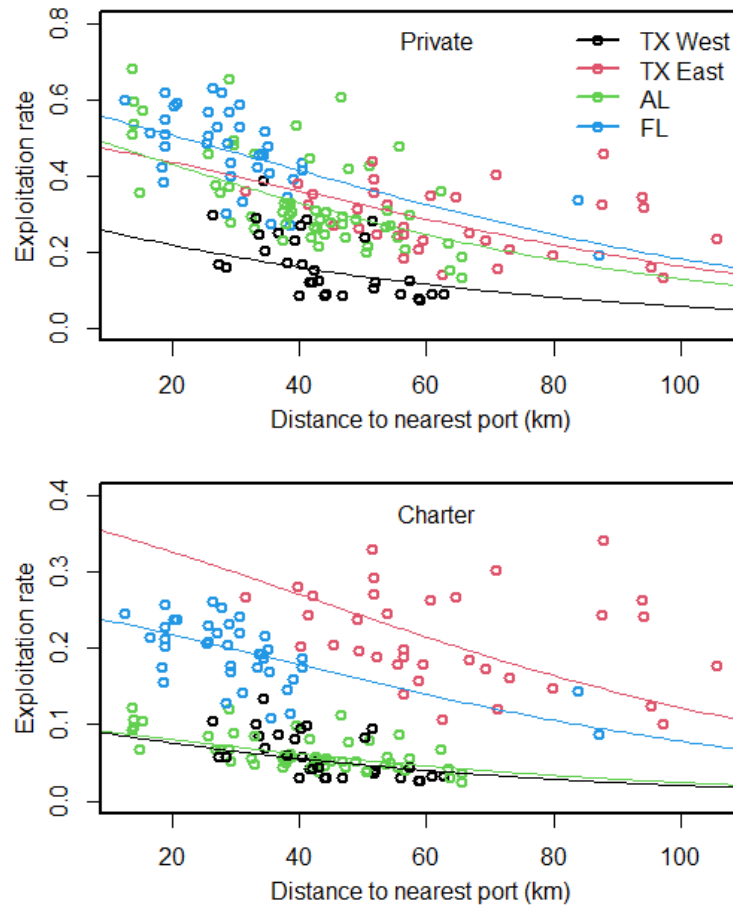 Private
TX West
TX East
AL
FL
0.8
0.6
0.4
0.2
0.0
Exploitation rate
20 40 60 80 100
Distance to nearest port (km)
Charter
0.4
0.3
0.2
0.1
0.0
Exploitation rate
20 40 60 80 100
Distance to nearest port (km)